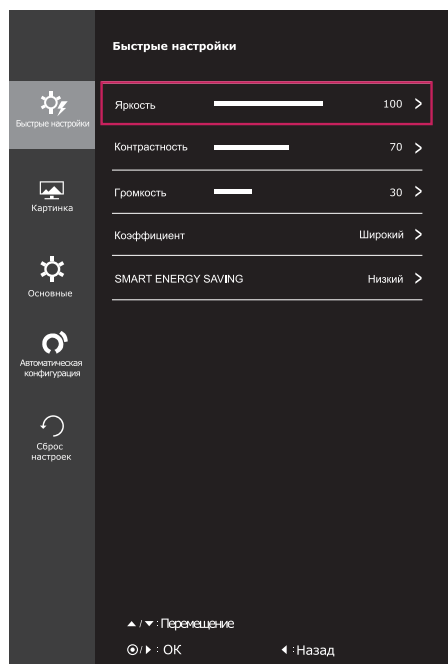 Быстрые настройки
Быстрые настройки
Картинка
Основные
Автоматическая
конфигурация
Сброс
настроек
Яркость 100
Контрастность 70
Громкость 30
Коэффициент Широкий
SMART ENERGY SAVING Низкий
▲ / ▼ : Перемещение
◉/▶ : OK ◀ : Назад